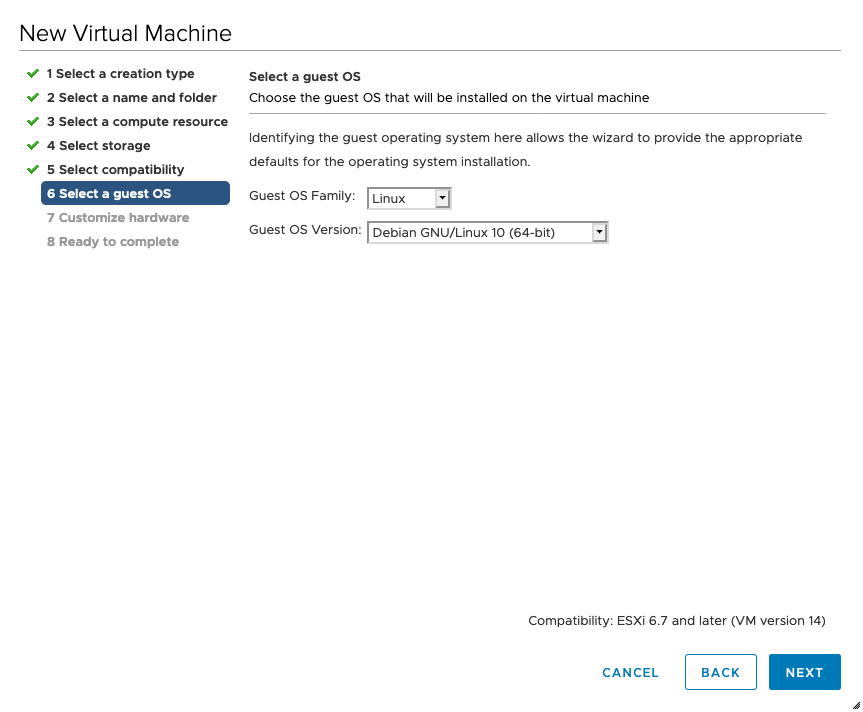 New Virtual Machine
1 Select a creation type
2 Select a name and folder
3 Select a compute resource
4 Select storage
5 Select compatibility
6 Select a guest OS
7 Customize hardware
8 Ready to complete
Select a guest OS
Choose the guest OS that will be installed on the virtual machine
Identifying the guest operating system here allows the wizard to provide the appropriate
defaults for the operating system installation.
Guest OS Family: Linux
Guest OS Version: Debian GNU/Linux 10 (64-bit)
Compatibility: ESXi 6.7 and later (VM version 14)
CANCEL BACK NEXT